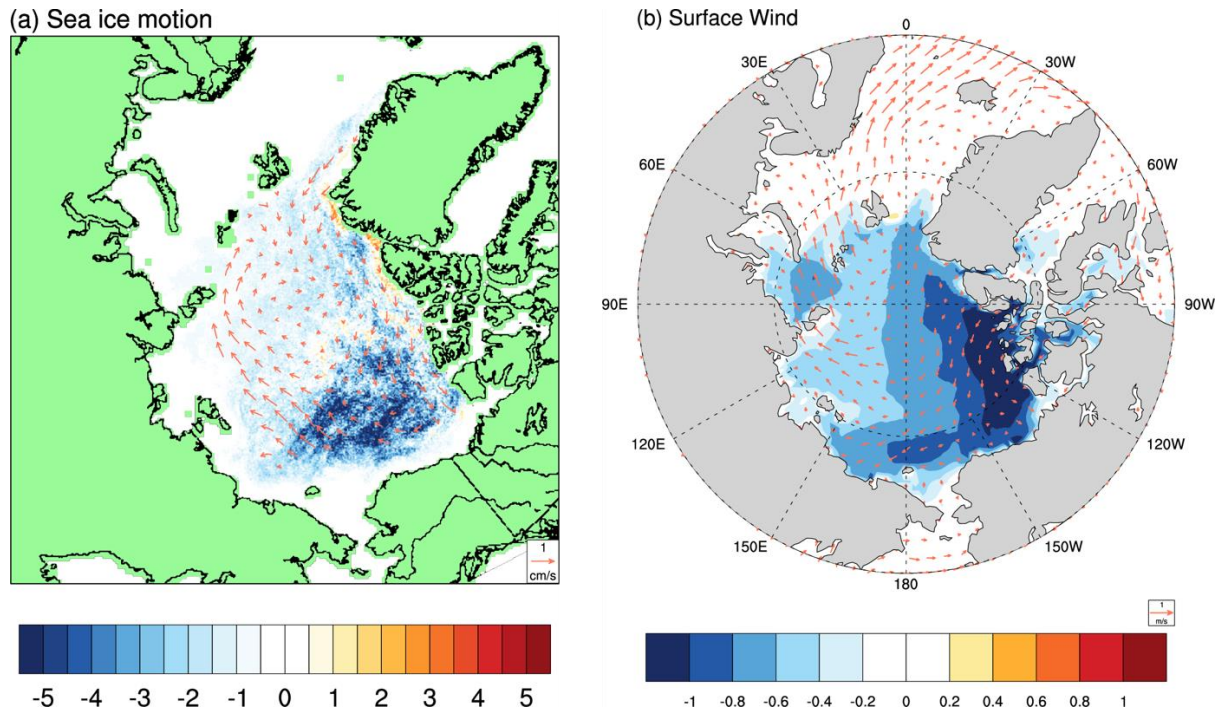 (a) Sea ice motion
1
cm/s
-5 -4 -3 -2 -1 0 1 2 3 4 5
(b) Surface Wind
0
30E 30W
60E 60W
90E 90W
120E 120W
150E 150W
180
1
m/s
-1 -0.8 -0.6 -0.4 -0.2 0 0.2 0.4 0.6 0.8 1